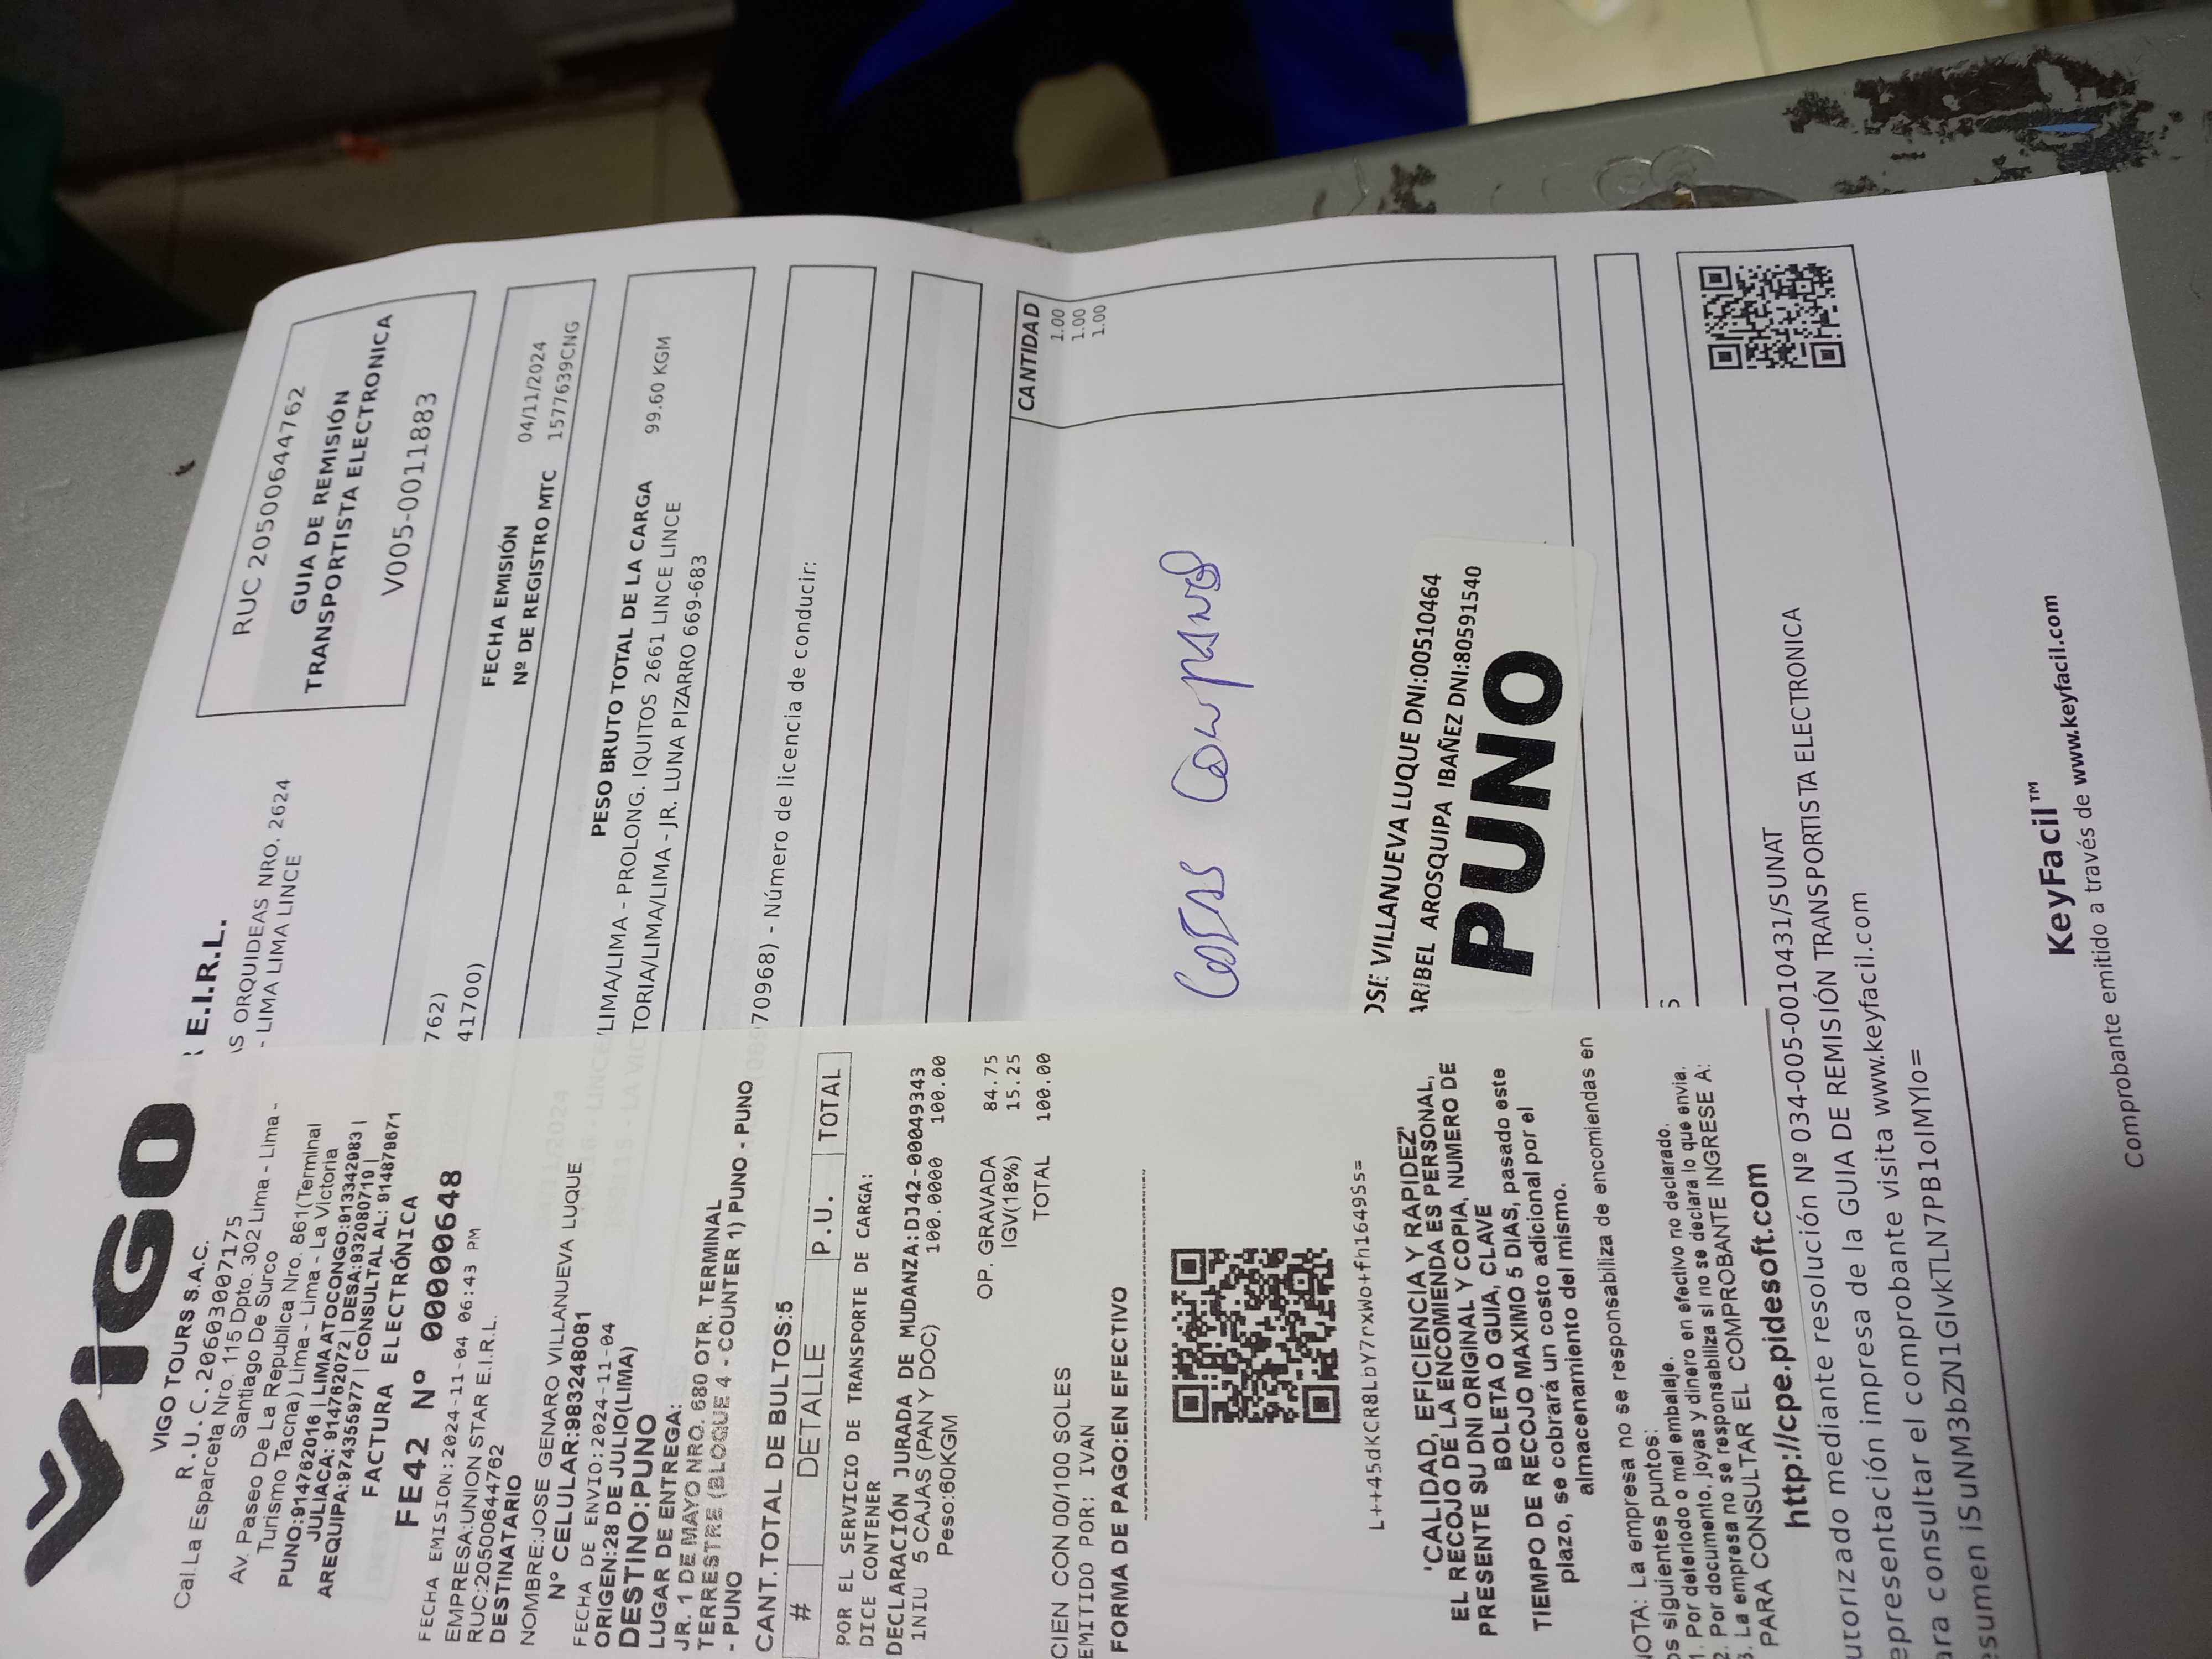 VIGO
VIGO TOURS S.A.C.
R.U.C.20603007175
Cal.La Esparceta Nro. 115 Dpto. 302 Lima - Lima -
Santiago De Surco
Av. Paseo De La Republica Nro. 861(Terminal
Turismo Tacna) Lima - Lima - La Victoria
PUNO:914762016 | LIMA ATOCONGO:913342983 |
JULIACA: 914762072 | DESA:932080719 |
AREQUIPA:974355977 | CONSULTAL AL: 914879671
FACTURA ELECTRÓNICA
FE42 Nº 00000648
FECHA EMISION:2024-11-04 06:43 PM
EMPRESA:UNION STAR E.I.R.L.
RUC:20500644762
DESTINATARIO
NOMBRE:JOSE GENARO VILLANUEVA LUQUE
Nº CELULAR:983248081
FECHA DE ENVIO:2024-11-04
ORIGEN:28 DE JULIO(LIMA)
DESTINO:PUNO
LUGAR DE ENTREGA:
JR. 1 DE MAYO NRO. 680 OTR. TERMINAL
TERRESTRE (BLOQUE 4 - COUNTER 1) PUNO - PUNO
- PUNO
CANT.TOTAL DE BULTOS:5
# DETALLE P.U. TOTAL
POR EL SERVICIO DE TRANSPORTE DE CARGA:
DICE CONTENER
DECLARACIÓN JURADA DE MUDANZA:DJ42-00049343
1NIU 5 CAJAS (PAN Y DOC) 100.0000 100.00
Peso:60KGM
OP. GRAVADA 84.75
IGV(18%) 15.25
TOTAL 100.00
CIEN CON 00/100 SOLES
EMITIDO POR: IVAN
FORMA DE PAGO:EN EFECTIVO
L++45dKCR8LbY7rxWo+fh1649Ss=
'CALIDAD, EFICIENCIA Y RAPIDEZ'
EL RECOJO DE LA ENCOMIENDA ES PERSONAL,
PRESENTE SU DNI ORIGINAL Y COPIA, NUMERO DE
BOLETA O GUIA, CLAVE
TIEMPO DE RECOJO MAXIMO 5 DIAS, pasado este
plazo, se cobrará un costo adicional por el
almacenamiento del mismo.
NOTA: La empresa no se responsabiliza de encomiendas en
os siguientes puntos:
1. Por deteriodo o mal embalaje.
2. Por documento, joyas y dinero en efectivo no declarado.
3. La empresa no se responsabiliza si no se declara lo que envia.
PARA CONSULTAR EL COMPROBANTE INGRESE A:
http://cpe.pidesoft.com
R E.I.R.L.
AS ORQUIDEAS NRO. 2624
- LIMA LIMA LINCE
RUC 20500644762
GUIA DE REMISIÓN
TRANSPORTISTA ELECTRONICA
V005-0011883
762)
41700)
FECHA EMISIÓN 04/11/2024
Nº DE REGISTRO MTC 1577639CNG
PESO BRUTO TOTAL DE LA CARGA 99.60 KGM
/LIMA/LIMA - PROLONG. IQUITOS 2661 LINCE LINCE
TORIA/LIMA/LIMA - JR. LUNA PIZARRO 669-683
70968) - Número de licencia de conducir:
CANTIDAD
1.00
1.00
1.00
OSE VILLANUEVA LUQUE DNI:00510464
ARIBEL AROSQUIPA IBAÑEZ DNI:80591540
PUNO
utorizado mediante resolución Nº 034-005-0010431/SUNAT
epresentación impresa de la GUIA DE REMISIÓN TRANSPORTISTA ELECTRONICA
ara consultar el comprobante visita www.keyfacil.com
esumen iSuNM3bZN1GIvkTLN7PB1olMYlo=
KeyFacil™
Comprobante emitido a través de www.keyfacil.com